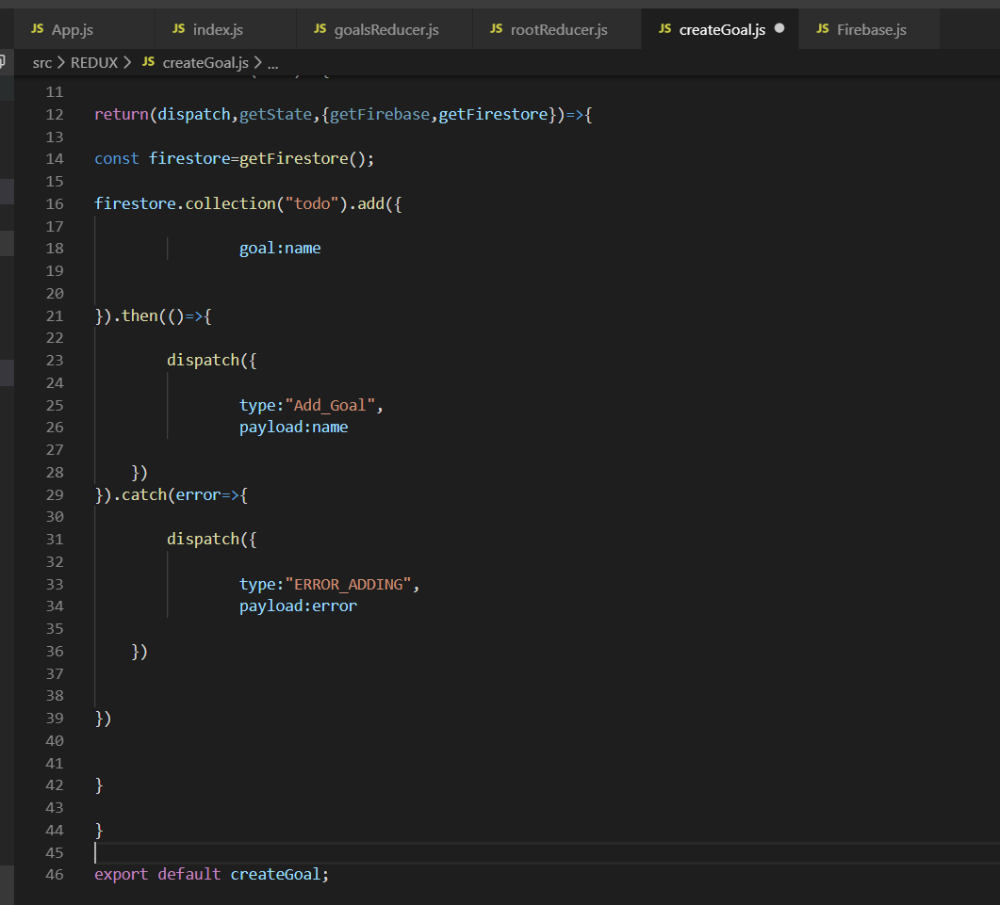 JS App.js JS index.js JS goalsReducer.js JS rootReducer.js JS createGoal.js JS Firebase.js
src > REDUX > JS createGoal.js > ...
11
12 return(dispatch,getState,{getFirebase,getFirestore})=>{
13
14 const firestore=getFirestore();
15
16 firestore.collection("todo").add({
17
18 goal:name
19
20
21 }).then(()=>{
22
23 dispatch({
24
25 type:"Add_Goal",
26 payload:name
27
28 })
29 }).catch(error=>{
30
31 dispatch({
32
33 type:"ERROR_ADDING",
34 payload:error
35
36 })
37
38
39 })
40
41
42 }
43
44 }
45
46 export default createGoal;